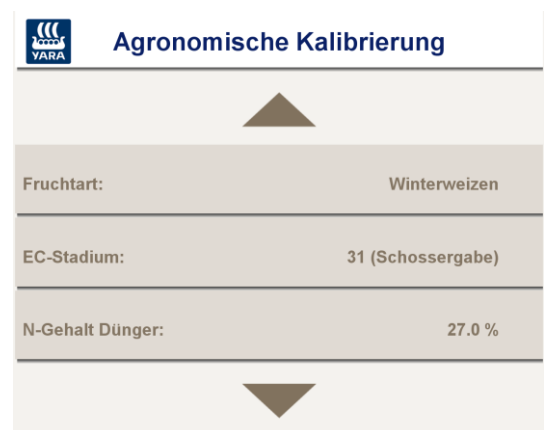 YARA
Agronomische Kalibrierung
Fruchtart: Winterweizen
EC-Stadium: 31 (Schossergabe)
N-Gehalt Dünger: 27.0 %